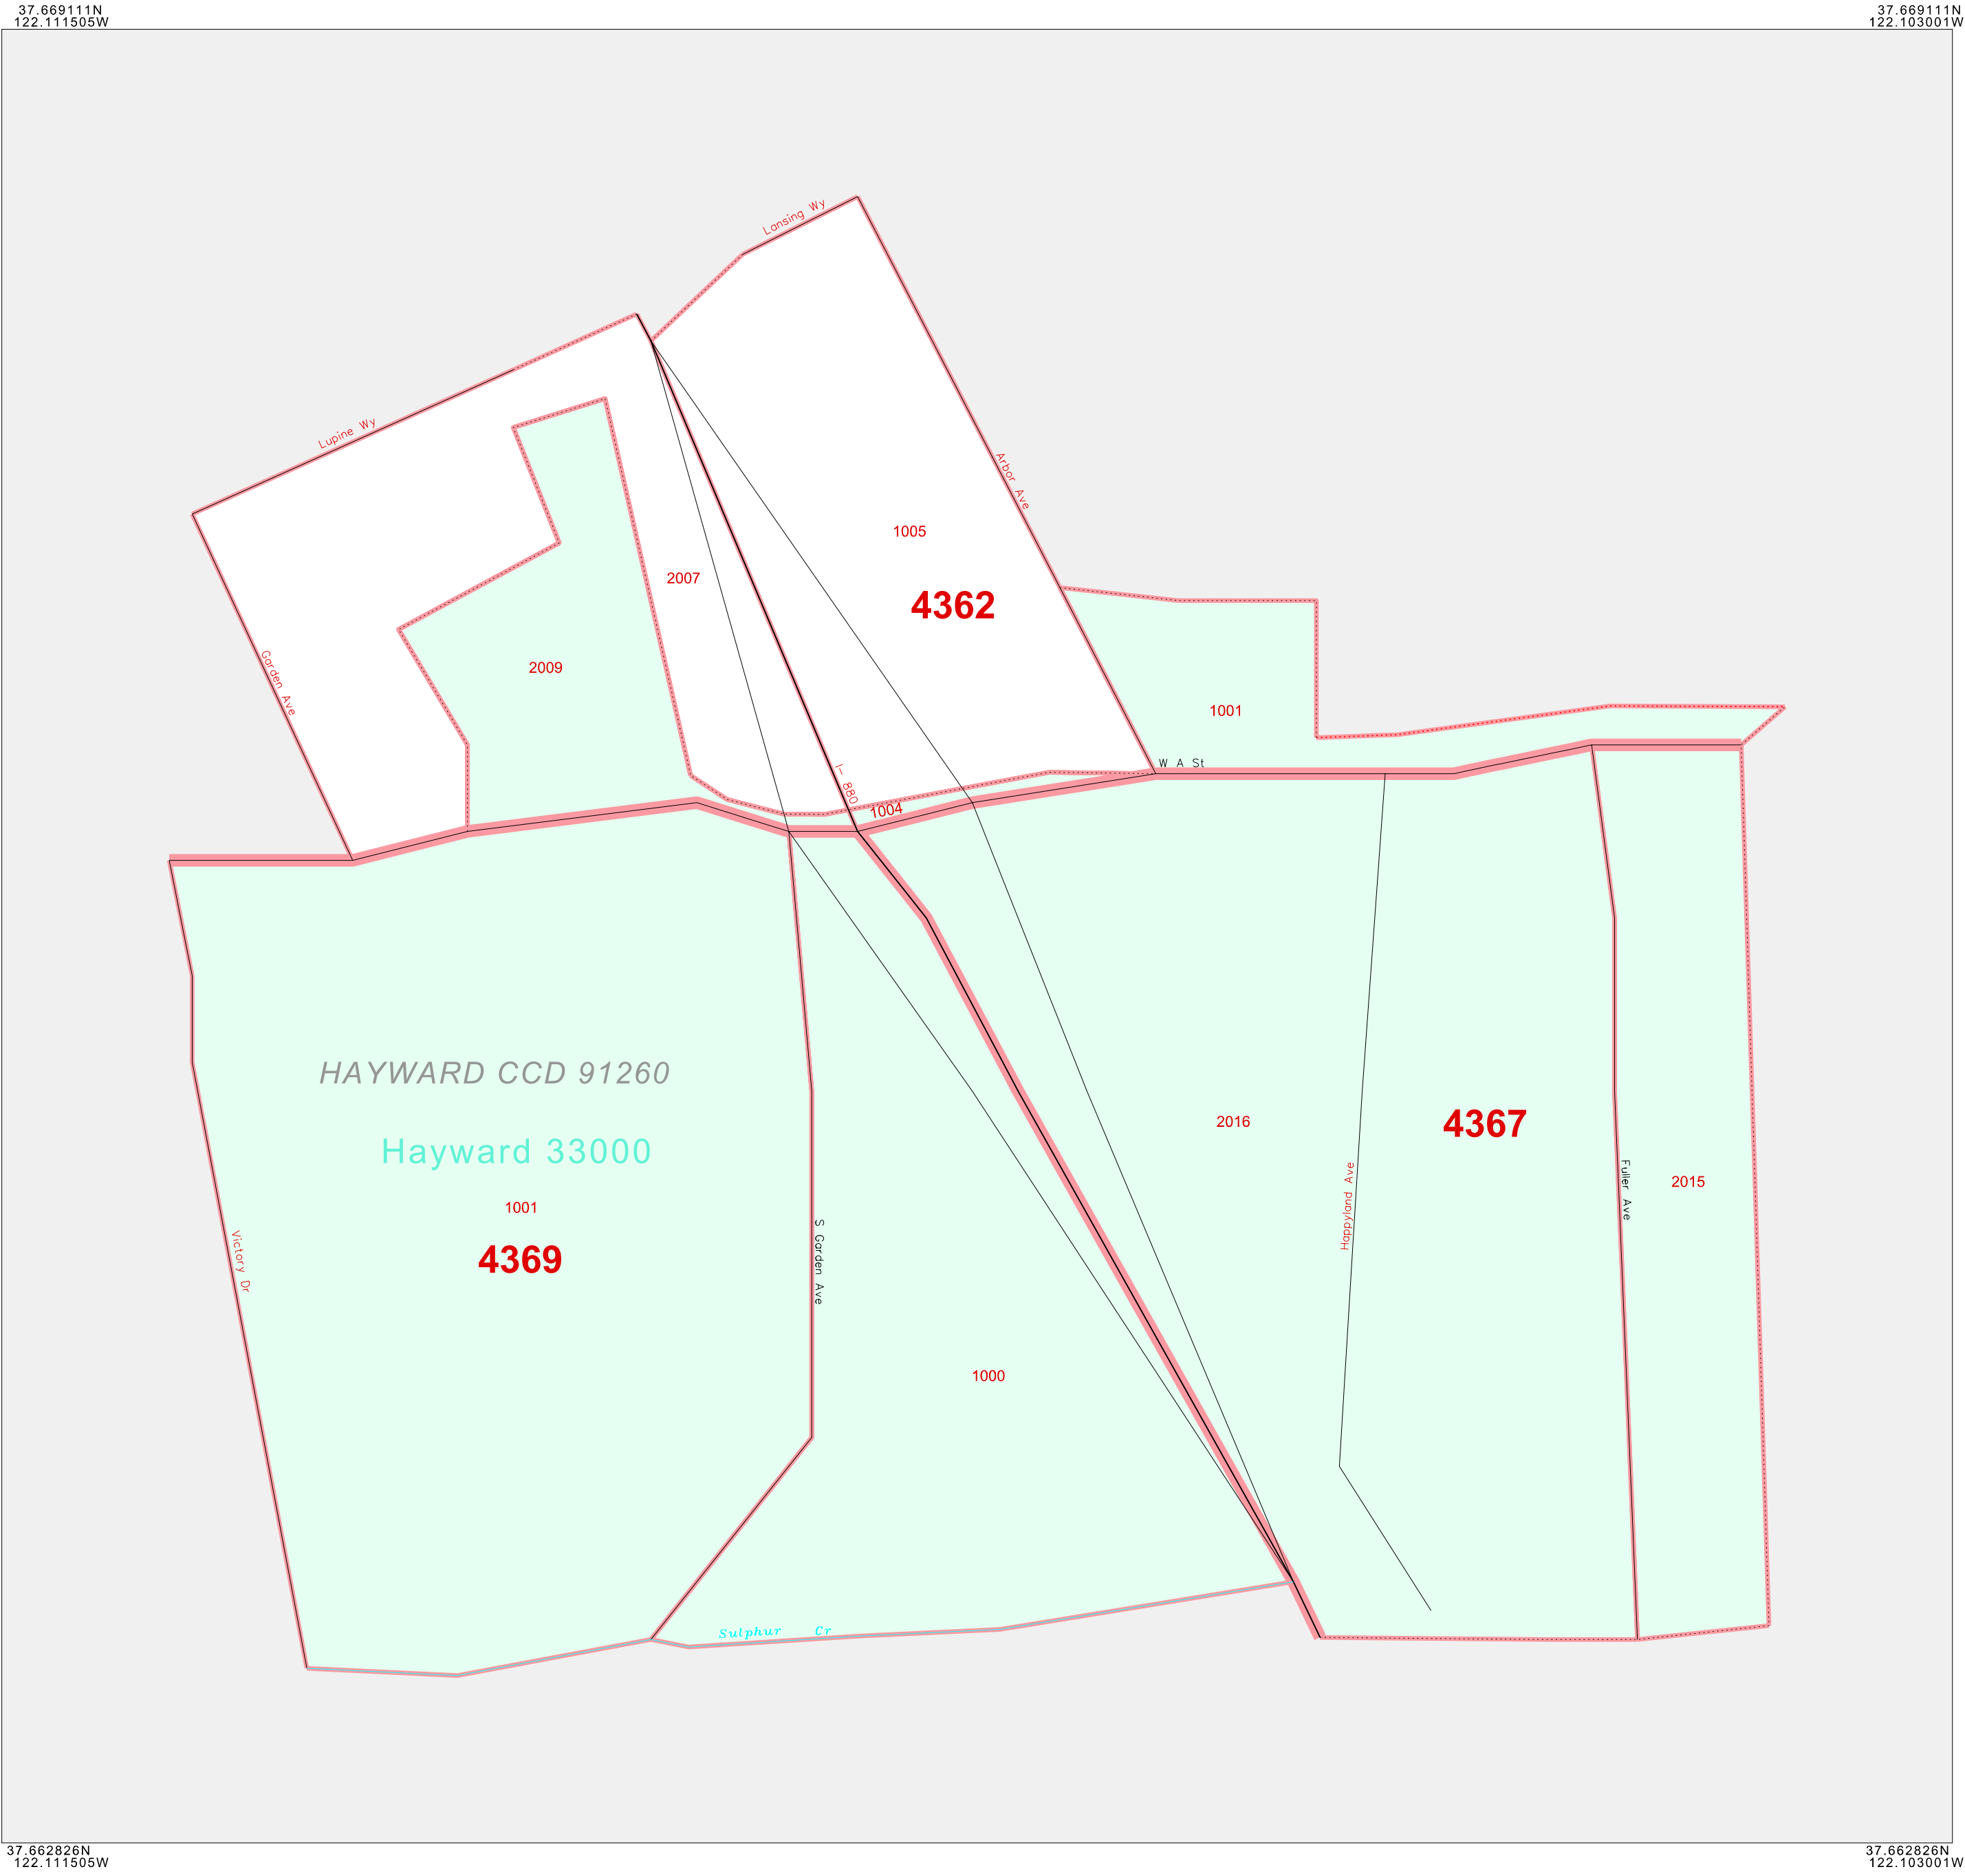 37.669111N
122.111505W
37.669111N
122.103001W
Lansing Wy
Lupine Wy
Arbor Ave
1005
2007
4362
Garden Ave
2009
1001
W A St
I- 880
1004
HAYWARD CCD 91260
Hayward 33000
2016
4367
Happyland Ave
Fuller Ave
2015
1001
4369
Victory Dr
S Garden Ave
1000
Sulphur Cr
37.662826N
122.111505W
37.662826N
122.103001W